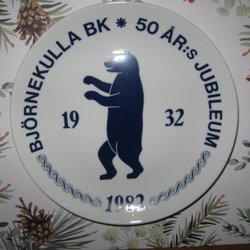 BJÖRNEKULLA BK * 50 ÅR:s JUBILEUM
19 32
1982